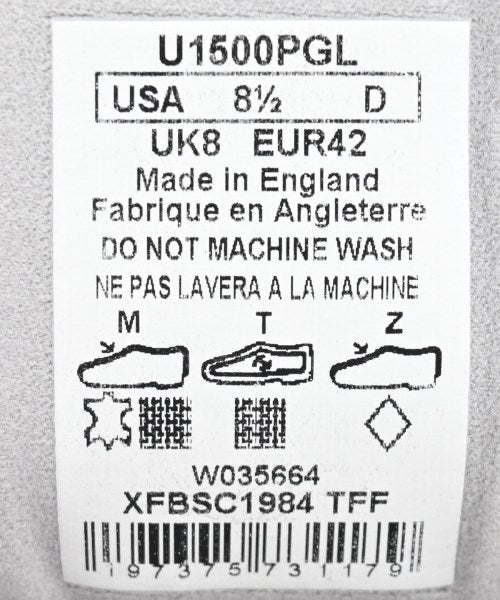 U1500PGL
USA 8½ D
UK8 EUR42
Made in England
Fabrique en Angleterre
DO NOT MACHINE WASH
NE PAS LAVERA A LA MACHINE
M T Z
W035664
XFBSC1984 TFF
197375731179